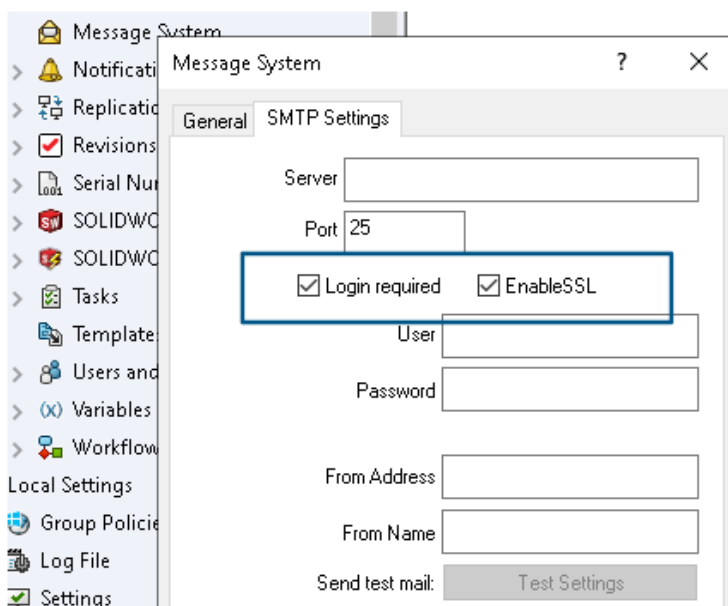 Message System
Notificati
Replicatio
Revisions
Serial Nu
SOLIDWO
SOLIDWO
Tasks
Template
Users and
(x) Variables
Workflow
Local Settings
Group Policie
Log File
Settings
Message System
? X
General SMTP Settings
Server
Port 25
Login required EnableSSL
User
Password
From Address
From Name
Send test mail: Test Settings